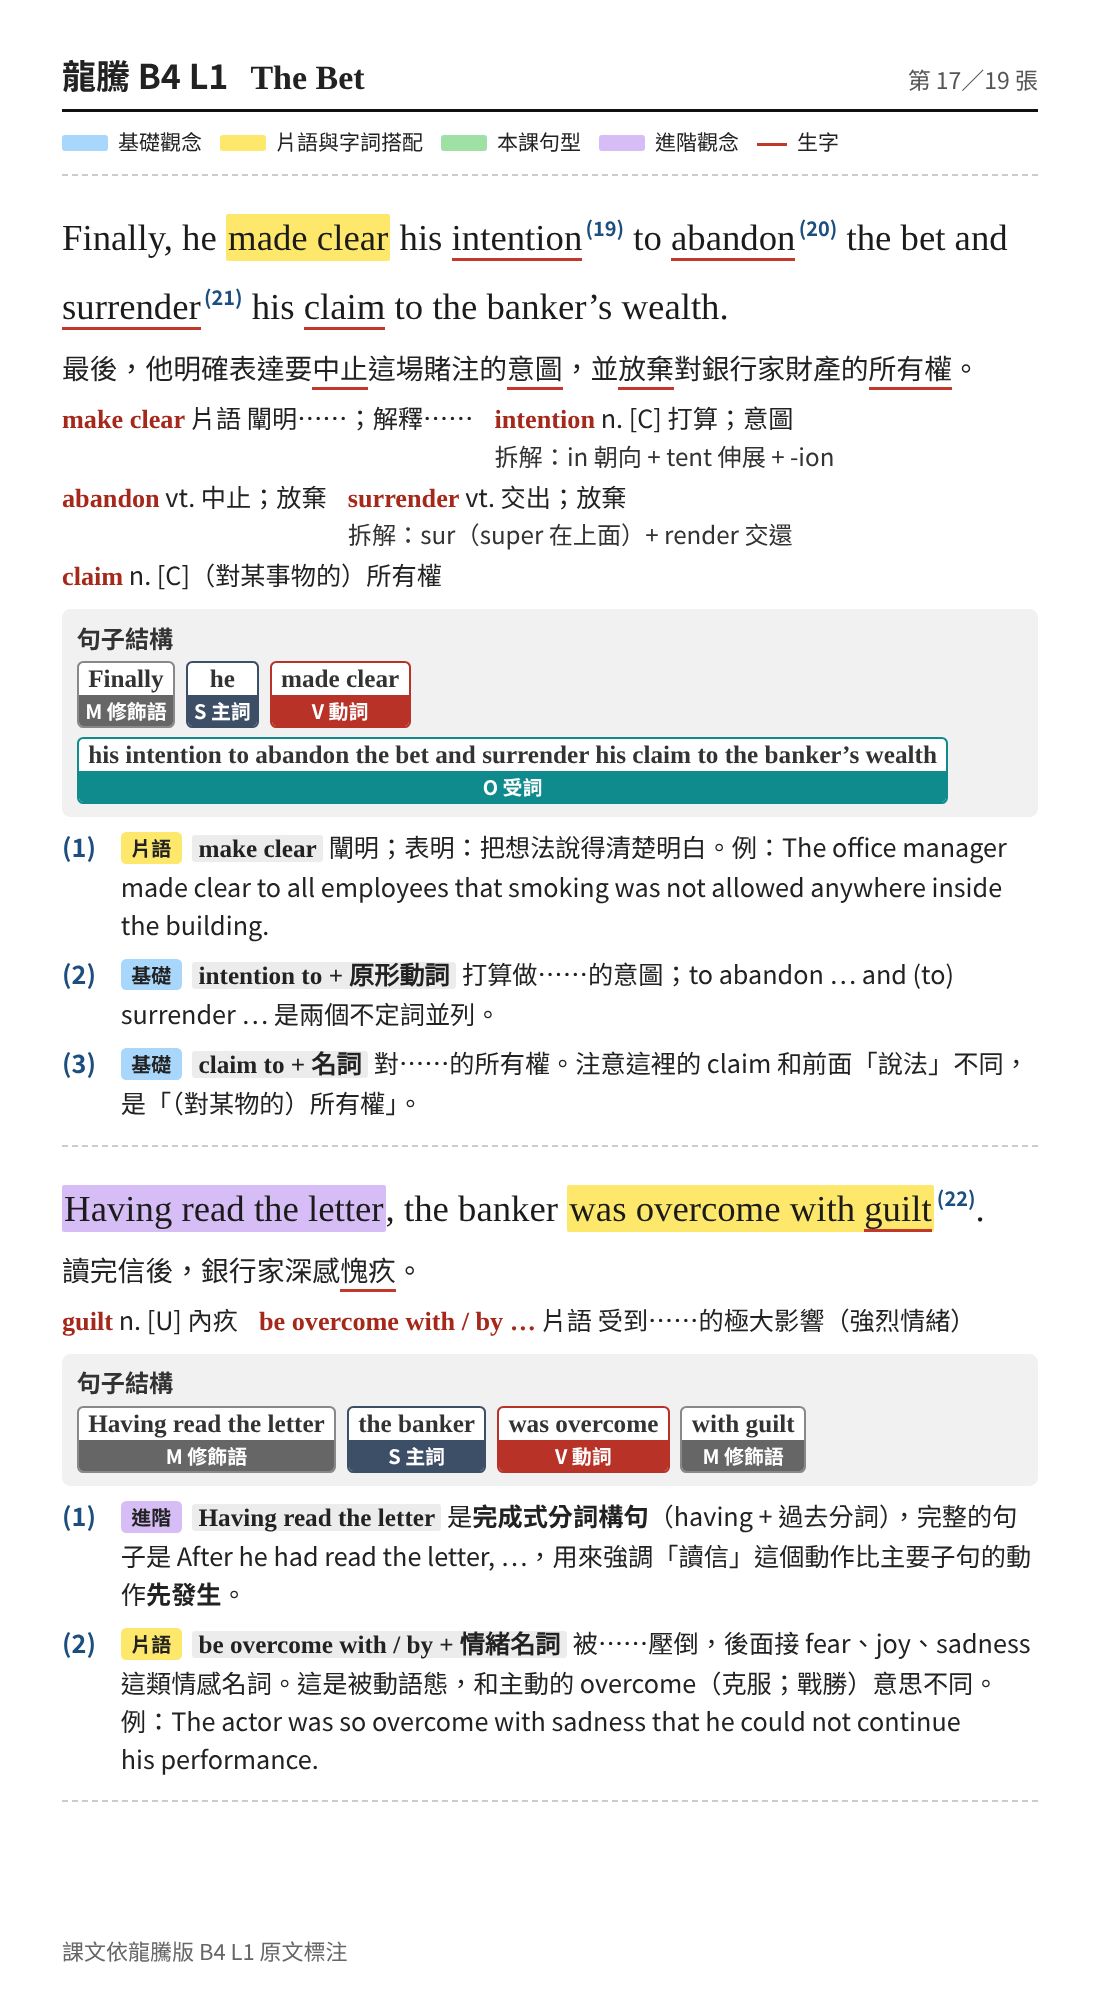 龍騰 B4 L1 The Bet
第 17／19 張
基礎觀念 片語與字詞搭配 本課句型 進階觀念 生字
Finally, he made clear his intention (19) to abandon (20) the bet and
surrender (21) his claim to the banker’s wealth.
最後，他明確表達要中止這場賭注的意圖，並放棄對銀行家財產的所有權。
make clear 片語 闡明……；解釋…… intention n. [C] 打算；意圖
拆解：in 朝向 + tent 伸展 + -ion
abandon vt. 中止；放棄 surrender vt. 交出；放棄
拆解：sur（super 在上面）+ render 交還
claim n. [C]（對某事物的）所有權
句子結構
Finally he made clear
M 修飾語 S 主詞 V 動詞
his intention to abandon the bet and surrender his claim to the banker’s wealth
O 受詞
(1) 片語 make clear 闡明；表明：把想法說得清楚明白。例：The office manager
made clear to all employees that smoking was not allowed anywhere inside
the building.
(2) 基礎 intention to + 原形動詞 打算做……的意圖；to abandon … and (to)
surrender … 是兩個不定詞並列。
(3) 基礎 claim to + 名詞 對……的所有權。注意這裡的 claim 和前面「說法」不同，
是「（對某物的）所有權」。
Having read the letter, the banker was overcome with guilt (22).
讀完信後，銀行家深感愧疚。
guilt n. [U] 內疚 be overcome with / by … 片語 受到……的極大影響（強烈情緒）
句子結構
Having read the letter the banker was overcome with guilt
M 修飾語 S 主詞 V 動詞 M 修飾語
(1) 進階 Having read the letter 是完成式分詞構句（having + 過去分詞），完整的句
子是 After he had read the letter, …，用來強調「讀信」這個動作比主要子句的動
作先發生。
(2) 片語 be overcome with / by + 情緒名詞 被……壓倒，後面接 fear、joy、sadness
這類情感名詞。這是被動語態，和主動的 overcome（克服；戰勝）意思不同。
例：The actor was so overcome with sadness that he could not continue
his performance.
課文依龍騰版 B4 L1 原文標注